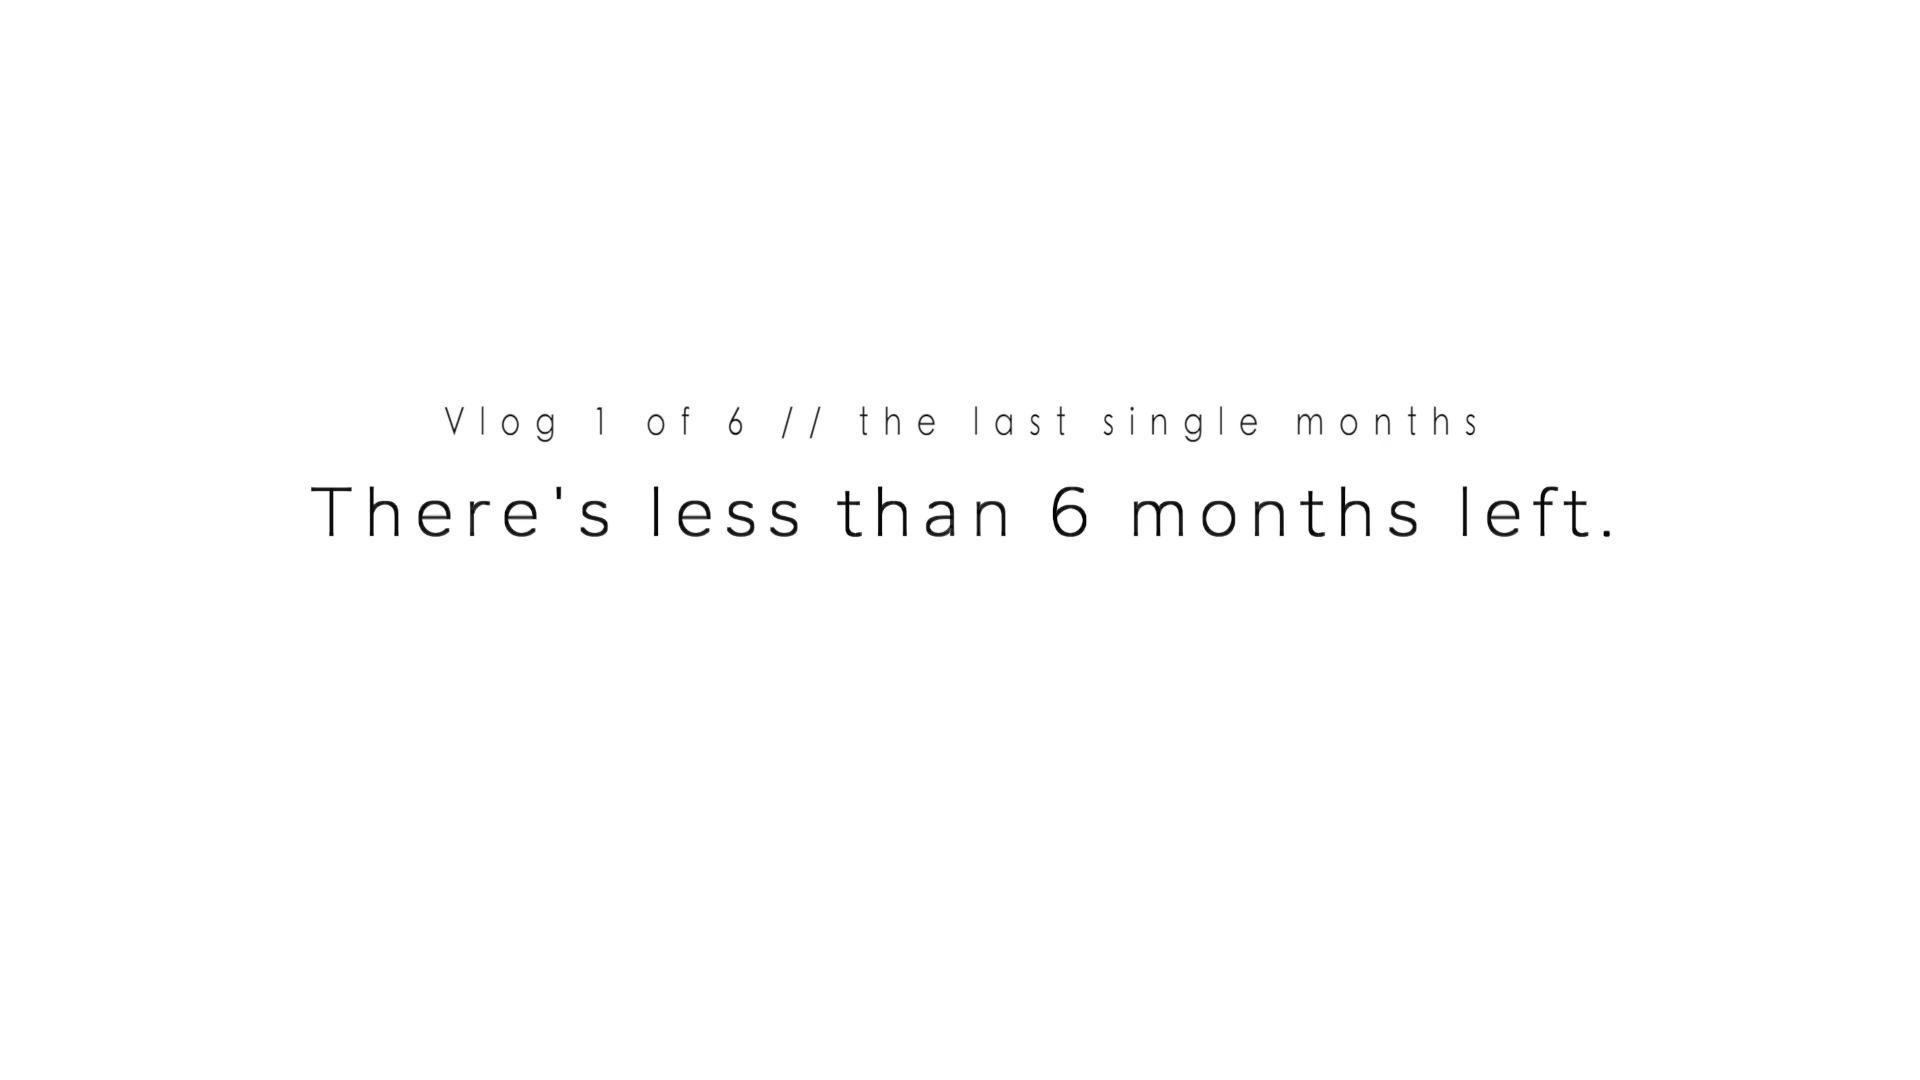 Vlog 1 of 6 // the last single months
There's less than 6 months left.